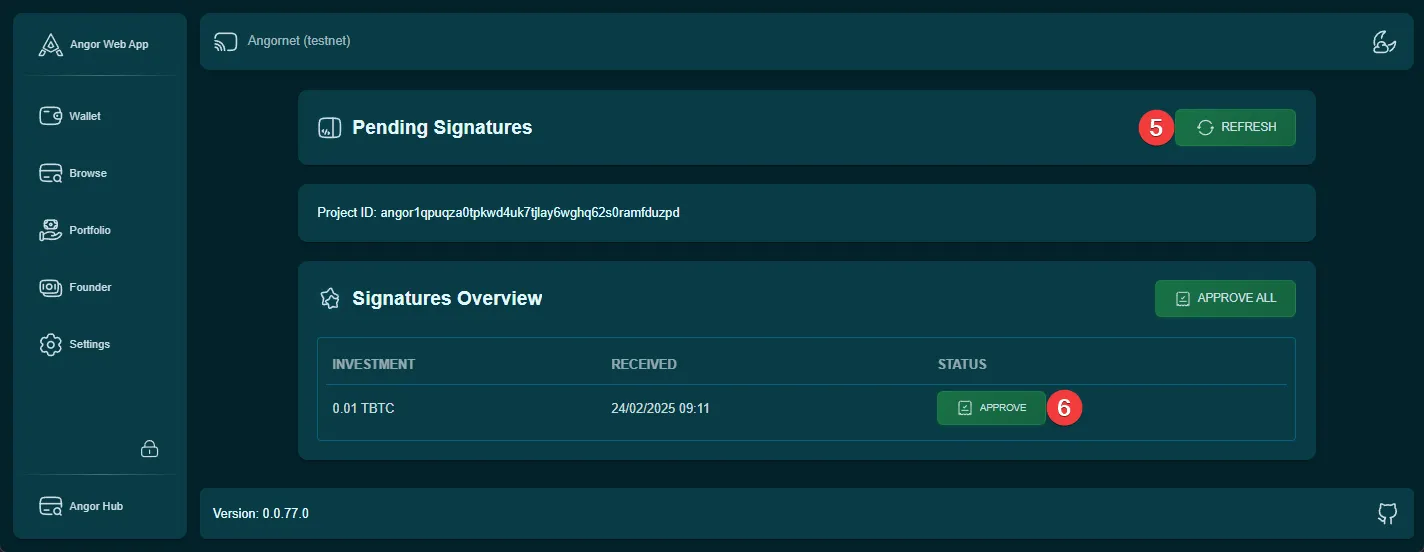 Angor Web App
Angornet (testnet)
Wallet
Browse
Portfolio
Founder
Settings
Angor Hub
Pending Signatures
5
REFRESH
Project ID: angor1qpuqza0tpkwd4uk7tjlay6wghq62s0ramfduzpd
Signatures Overview
APPROVE ALL
INVESTMENT RECEIVED STATUS
0.01 TBTC 24/02/2025 09:11 APPROVE 6
Version: 0.0.77.0